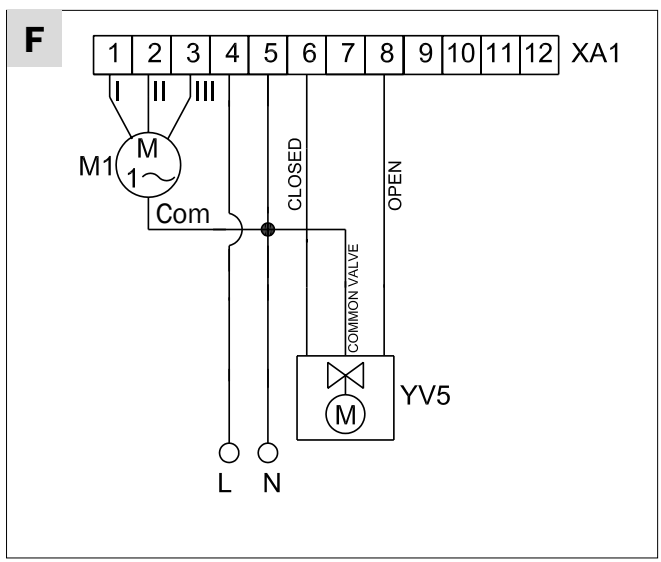 F
1 2 3 4 5 6 7 8 9 10 11 12 XA1
I II III
M1
M
1～
Com
CLOSED
OPEN
COMMON VALVE
YV5
M
L N